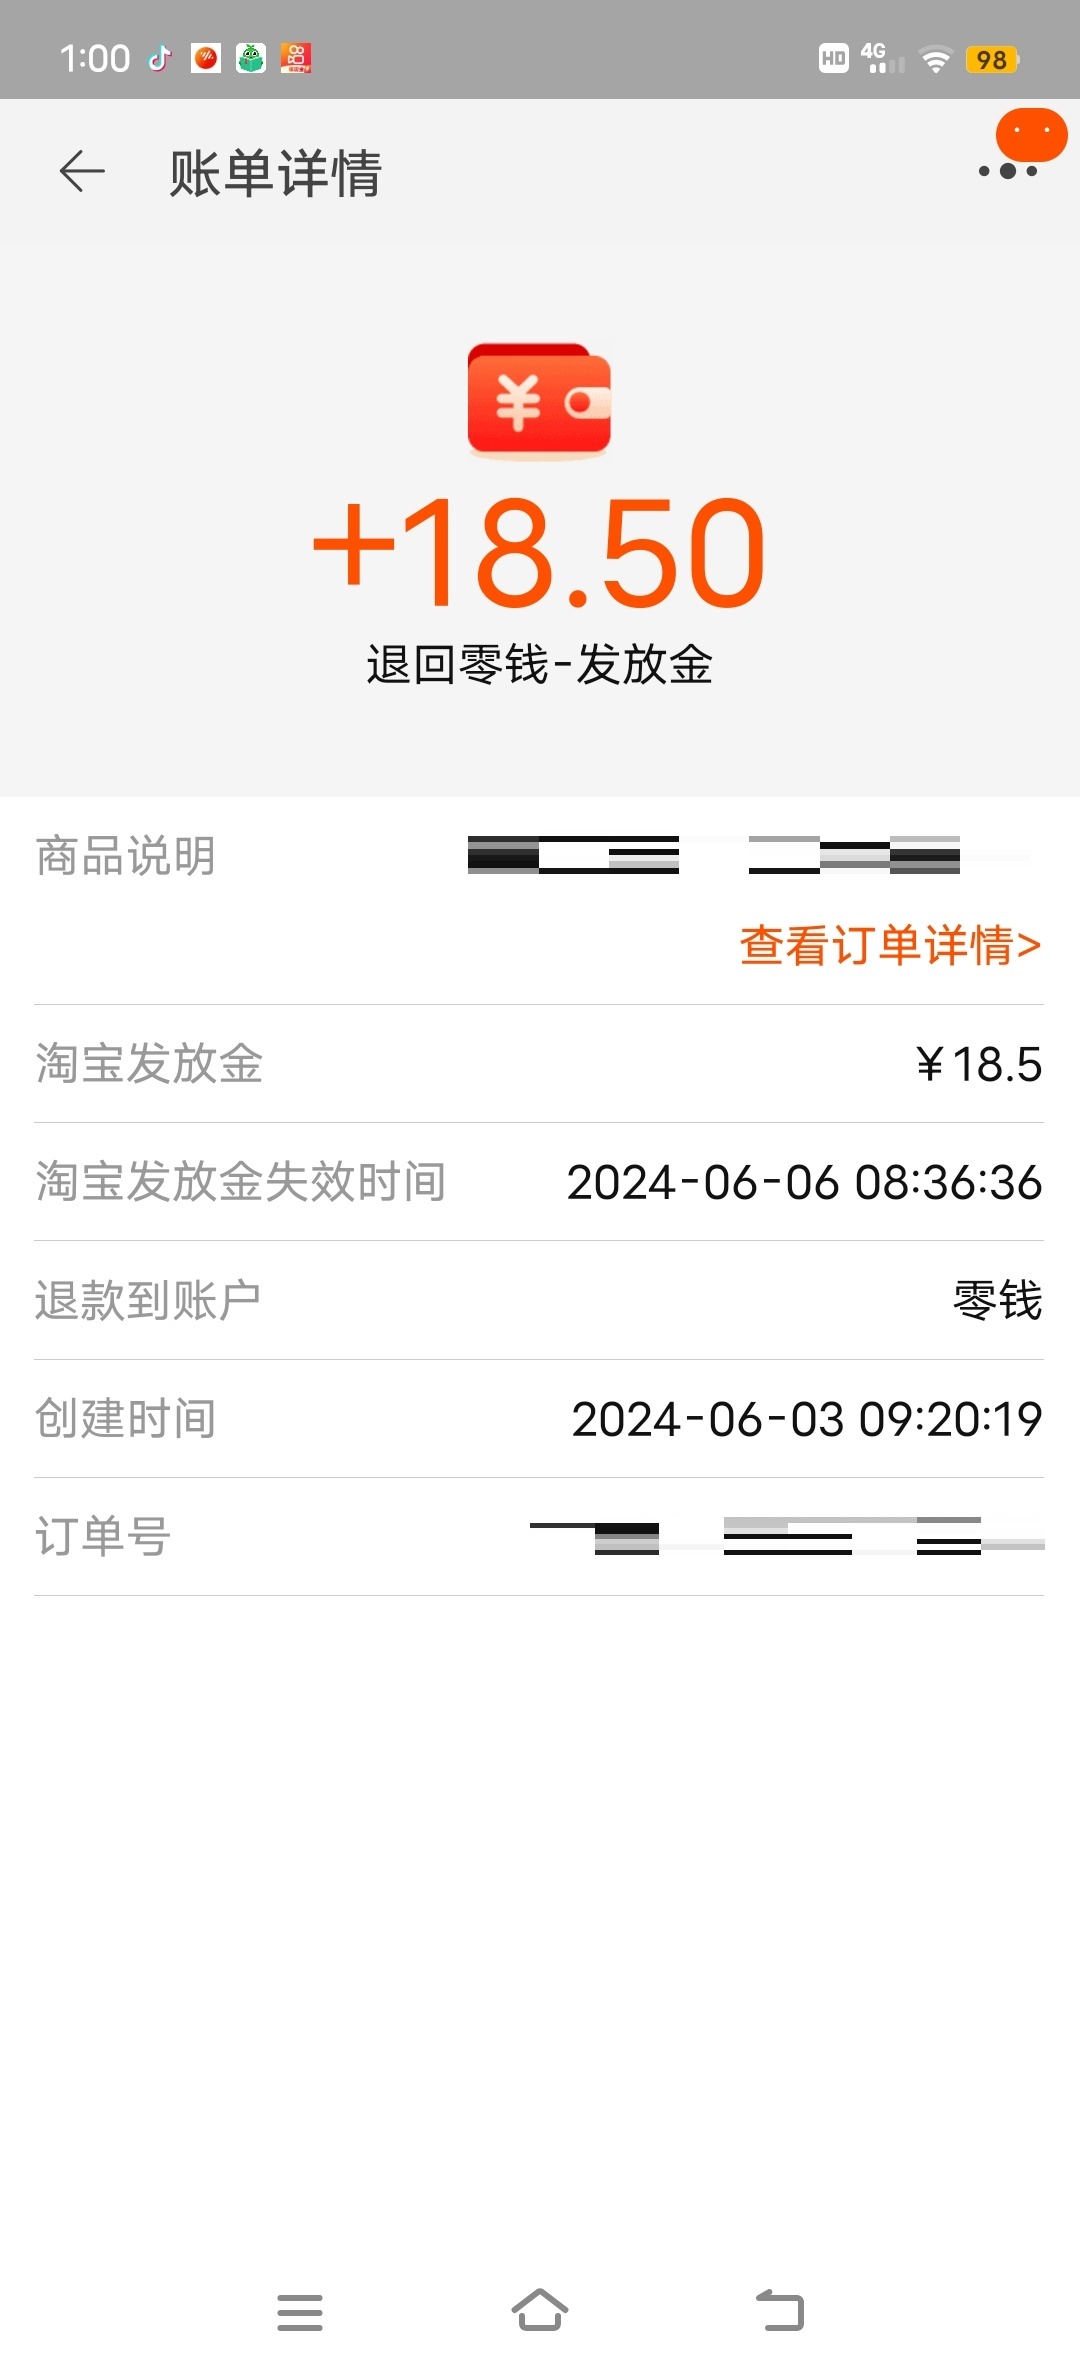 1:00 HD 4G 98
账单详情
¥
+18.50
退回零钱-发放金
商品说明
查看订单详情>
淘宝发放金 ￥18.5
淘宝发放金失效时间 2024-06-06 08:36:36
退款到账户 零钱
创建时间 2024-06-03 09:20:19
订单号